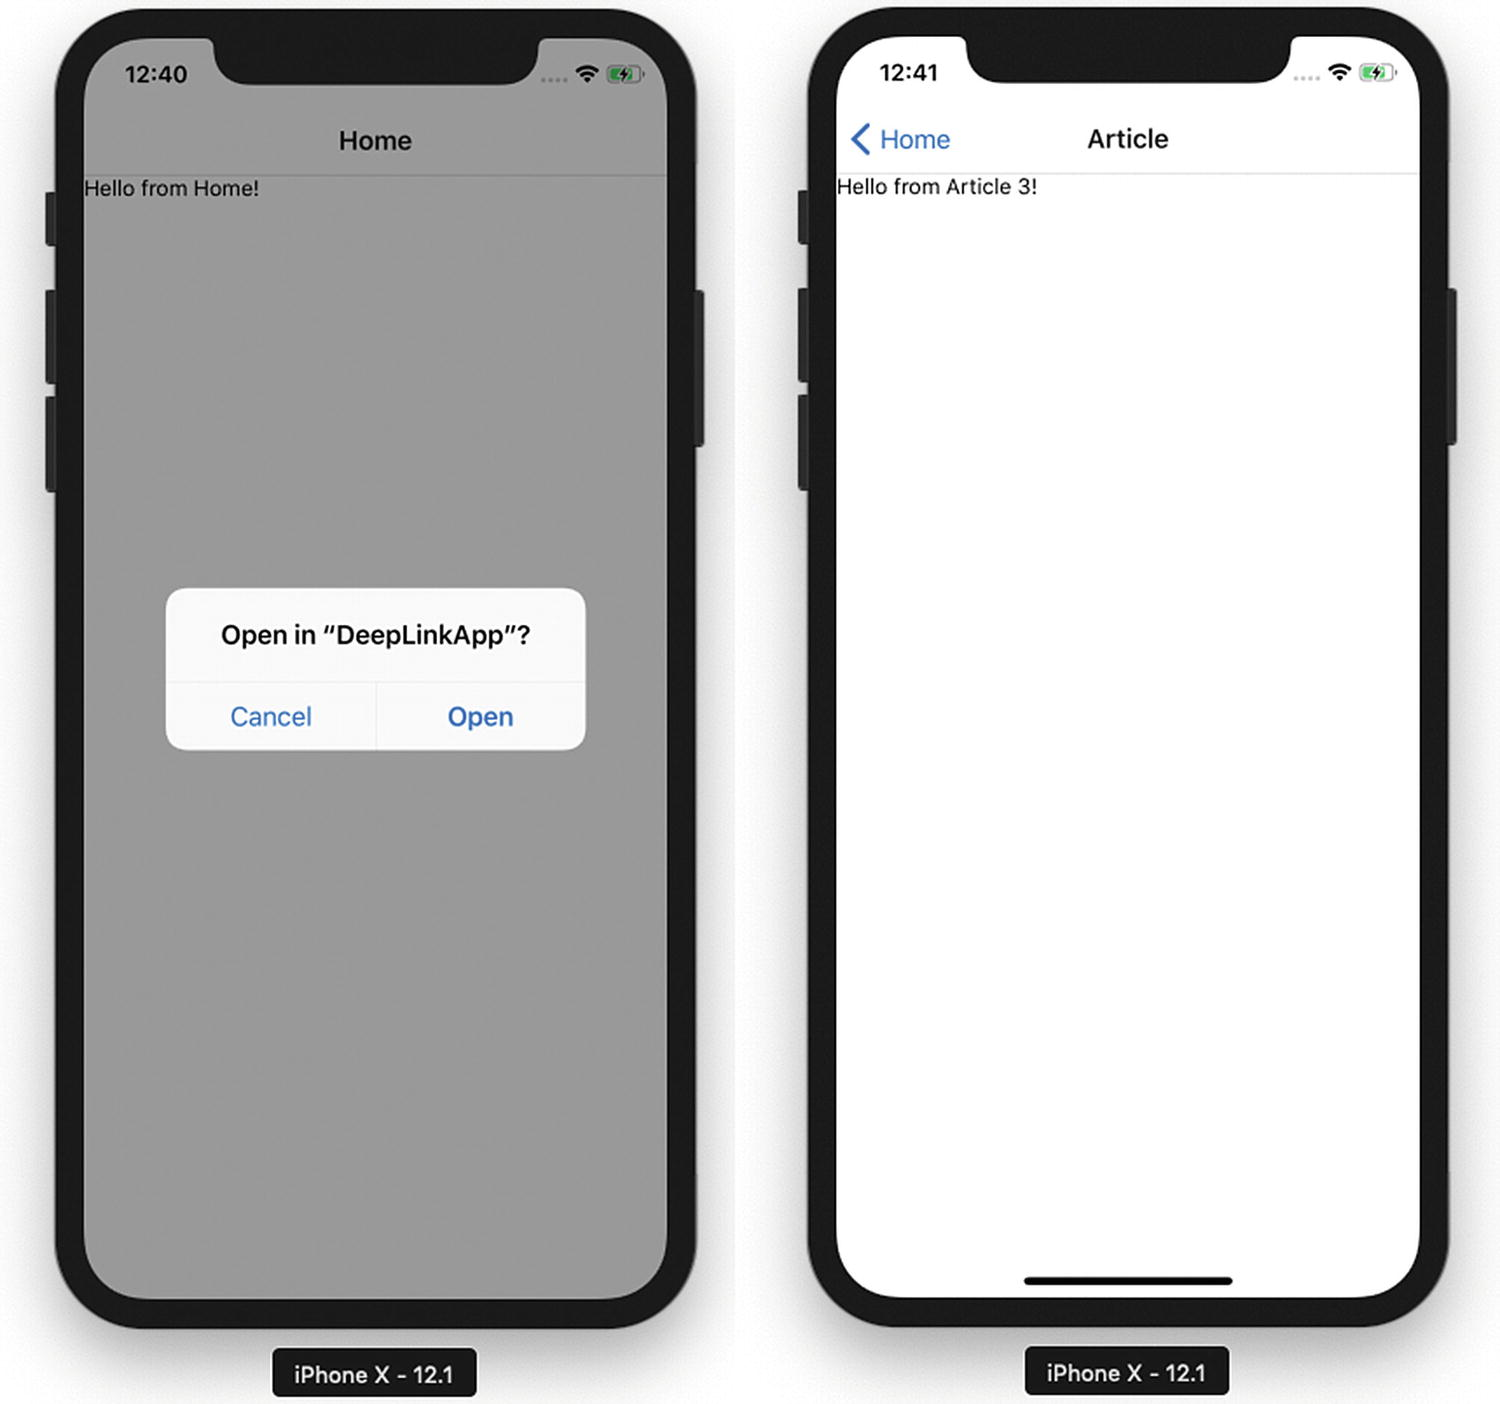 12:40
Home
Hello from Home!
Open in “DeepLinkApp”?
Cancel
Open
iPhone X - 12.1
12:41
Home
Article
Hello from Article 3!
iPhone X - 12.1